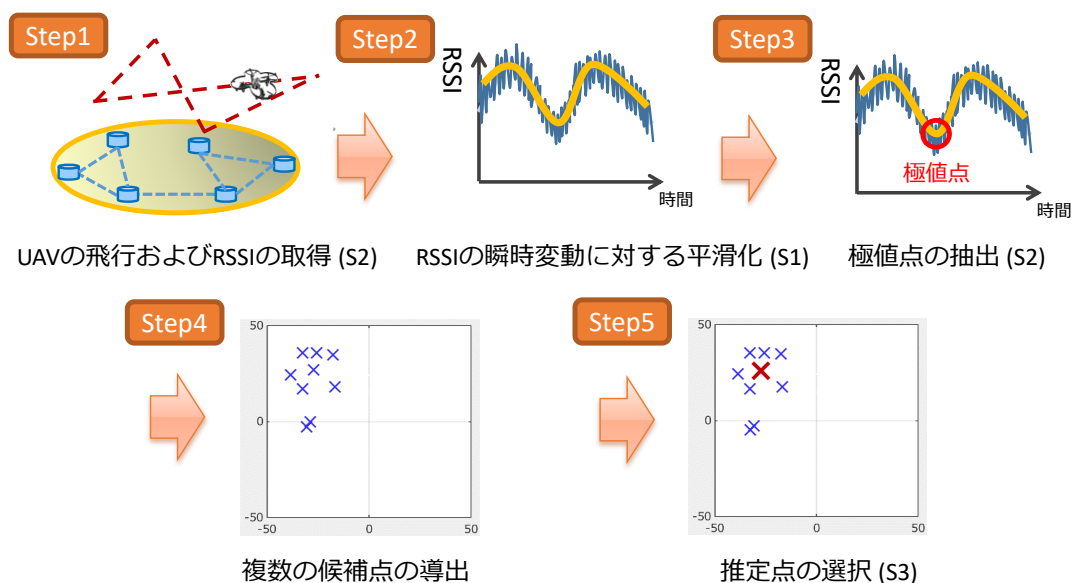 Step1
Step2
RSSI
時間
Step3
RSSI
極値点
時間
UAVの飛行およびRSSIの取得 (S2)
RSSIの瞬時変動に対する平滑化 (S1)
極値点の抽出 (S2)
Step4
50
0
-50
-50
0
50
複数の候補点の導出
Step5
50
0
-50
-50
0
50
推定点の選択 (S3)